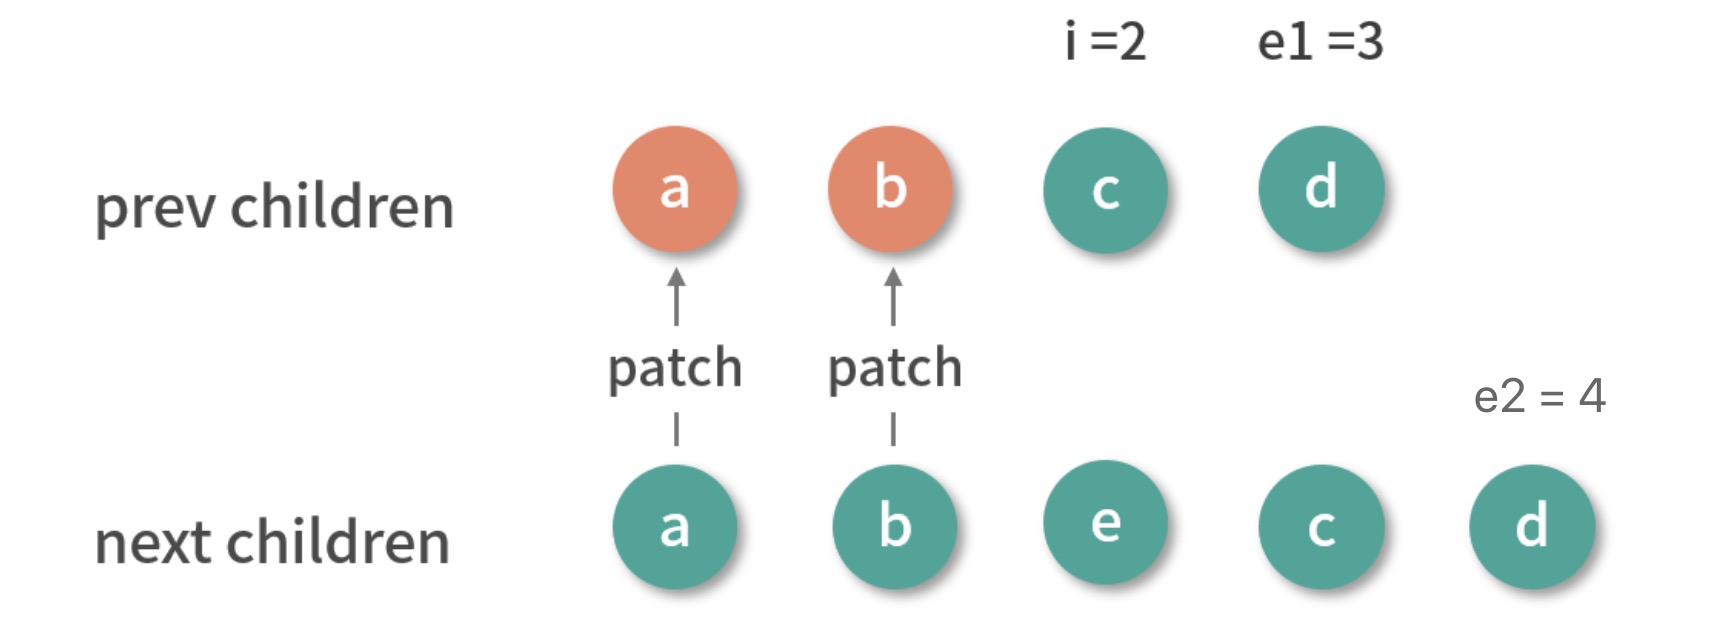 i =2 e1 =3
prev children a b c d
patch patch
e2 = 4
next children a b e c d